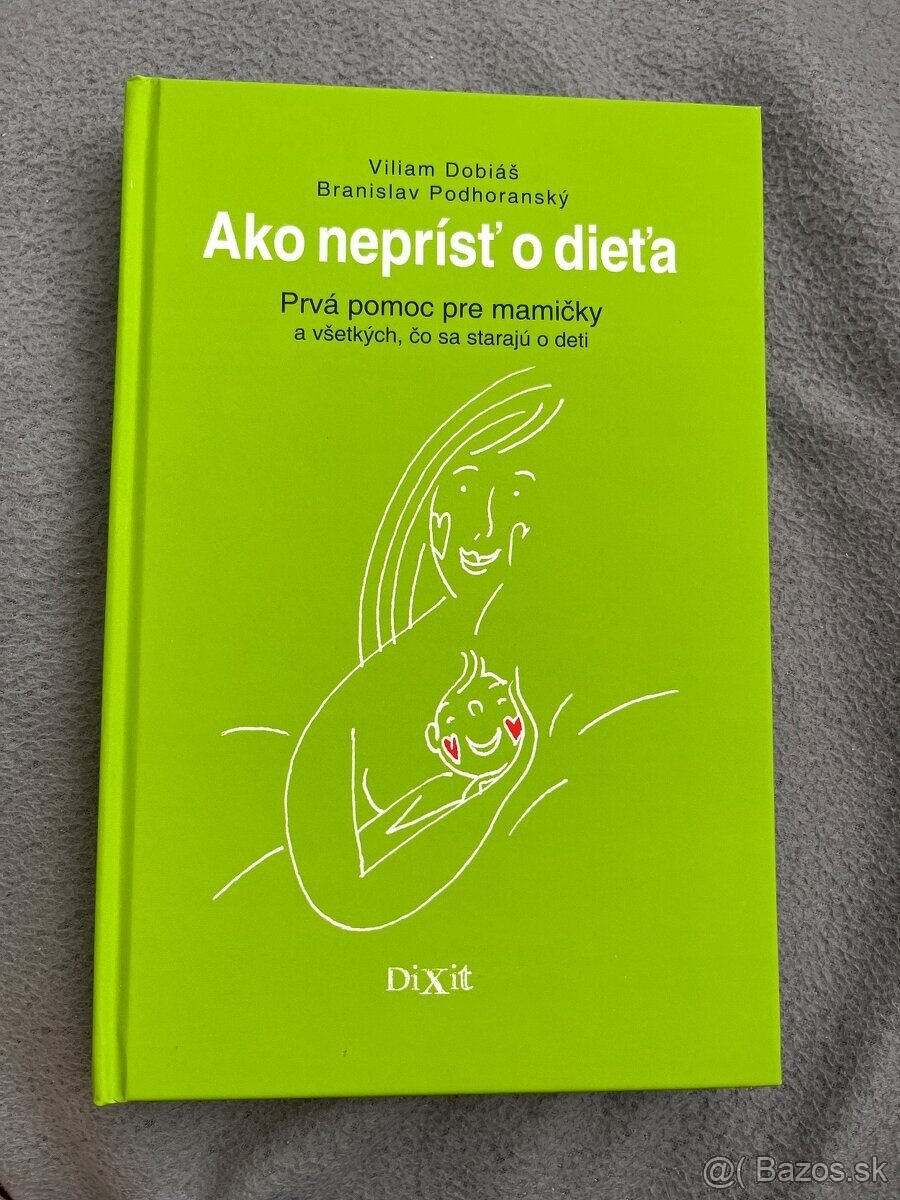 Viliam Dobiáš
Branislav Podhoranský
Ako neprísť o dieťa
Prvá pomoc pre mamičky
a všetkých, čo sa starajú o deti
DiXit
@( Bazos.sk